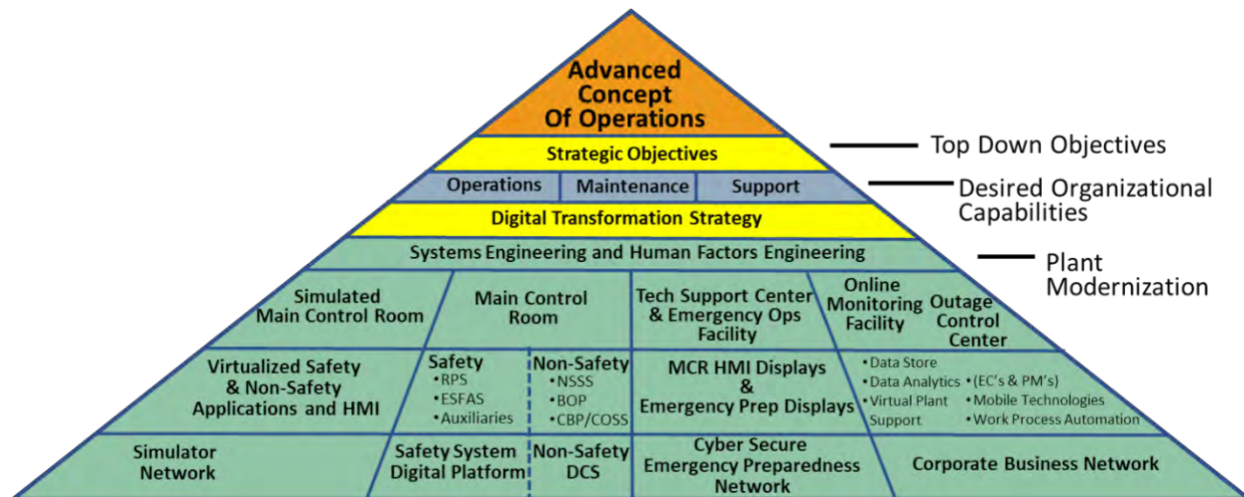 Advanced
Concept
Of Operations
Strategic Objectives
Top Down Objectives
Operations
Maintenance
Support
Desired Organizational
Capabilities
Digital Transformation Strategy
Systems Engineering and Human Factors Engineering
Plant
Modernization
Simulated
Main Control Room
Main Control
Room
Tech Support Center
& Emergency Ops
Facility
Online
Monitoring
Facility
Outage
Control
Center
Virtualized Safety
& Non-Safety
Applications and HMI
Safety
•RPS
•ESFAS
•Auxiliaries
Non-Safety
•NSSS
•BOP
•CBP/COSS
MCR HMI Displays
&
Emergency Prep Displays
•Data Store
•Data Analytics
•Virtual Plant
Support
•(EC's & PM's)
•Mobile Technologies
•Work Process Automation
Simulator
Network
Safety System
Digital Platform
Non-Safety
DCS
Cyber Secure
Emergency Preparedness
Network
Corporate Business Network